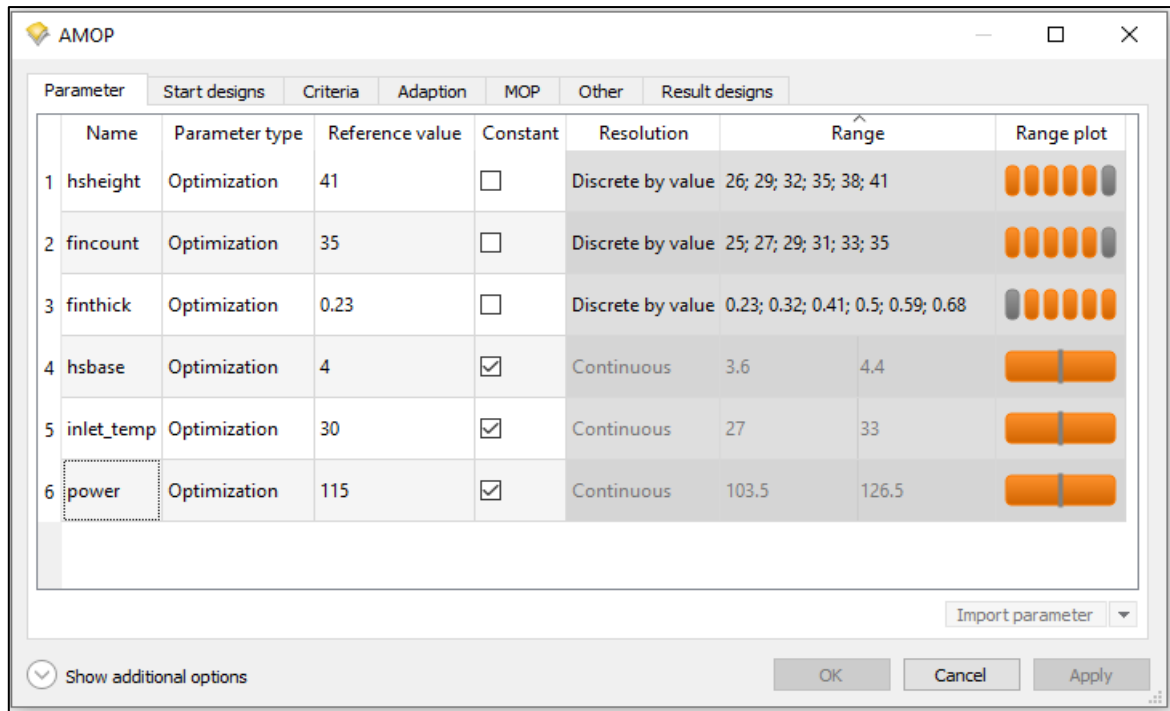 AMOP
Parameter Start designs Criteria Adaption MOP Other Result designs
Name Parameter type Reference value Constant Resolution Range Range plot
1 hsheight Optimization 41 Discrete by value 26; 29; 32; 35; 38; 41
2 fincount Optimization 35 Discrete by value 25; 27; 29; 31; 33; 35
3 finthick Optimization 0.23 Discrete by value 0.23; 0.32; 0.41; 0.5; 0.59; 0.68
4 hsbase Optimization 4 Continuous 3.6 4.4
5 inlet_temp Optimization 30 Continuous 27 33
6 power Optimization 115 Continuous 103.5 126.5
Import parameter
Show additional options OK Cancel Apply